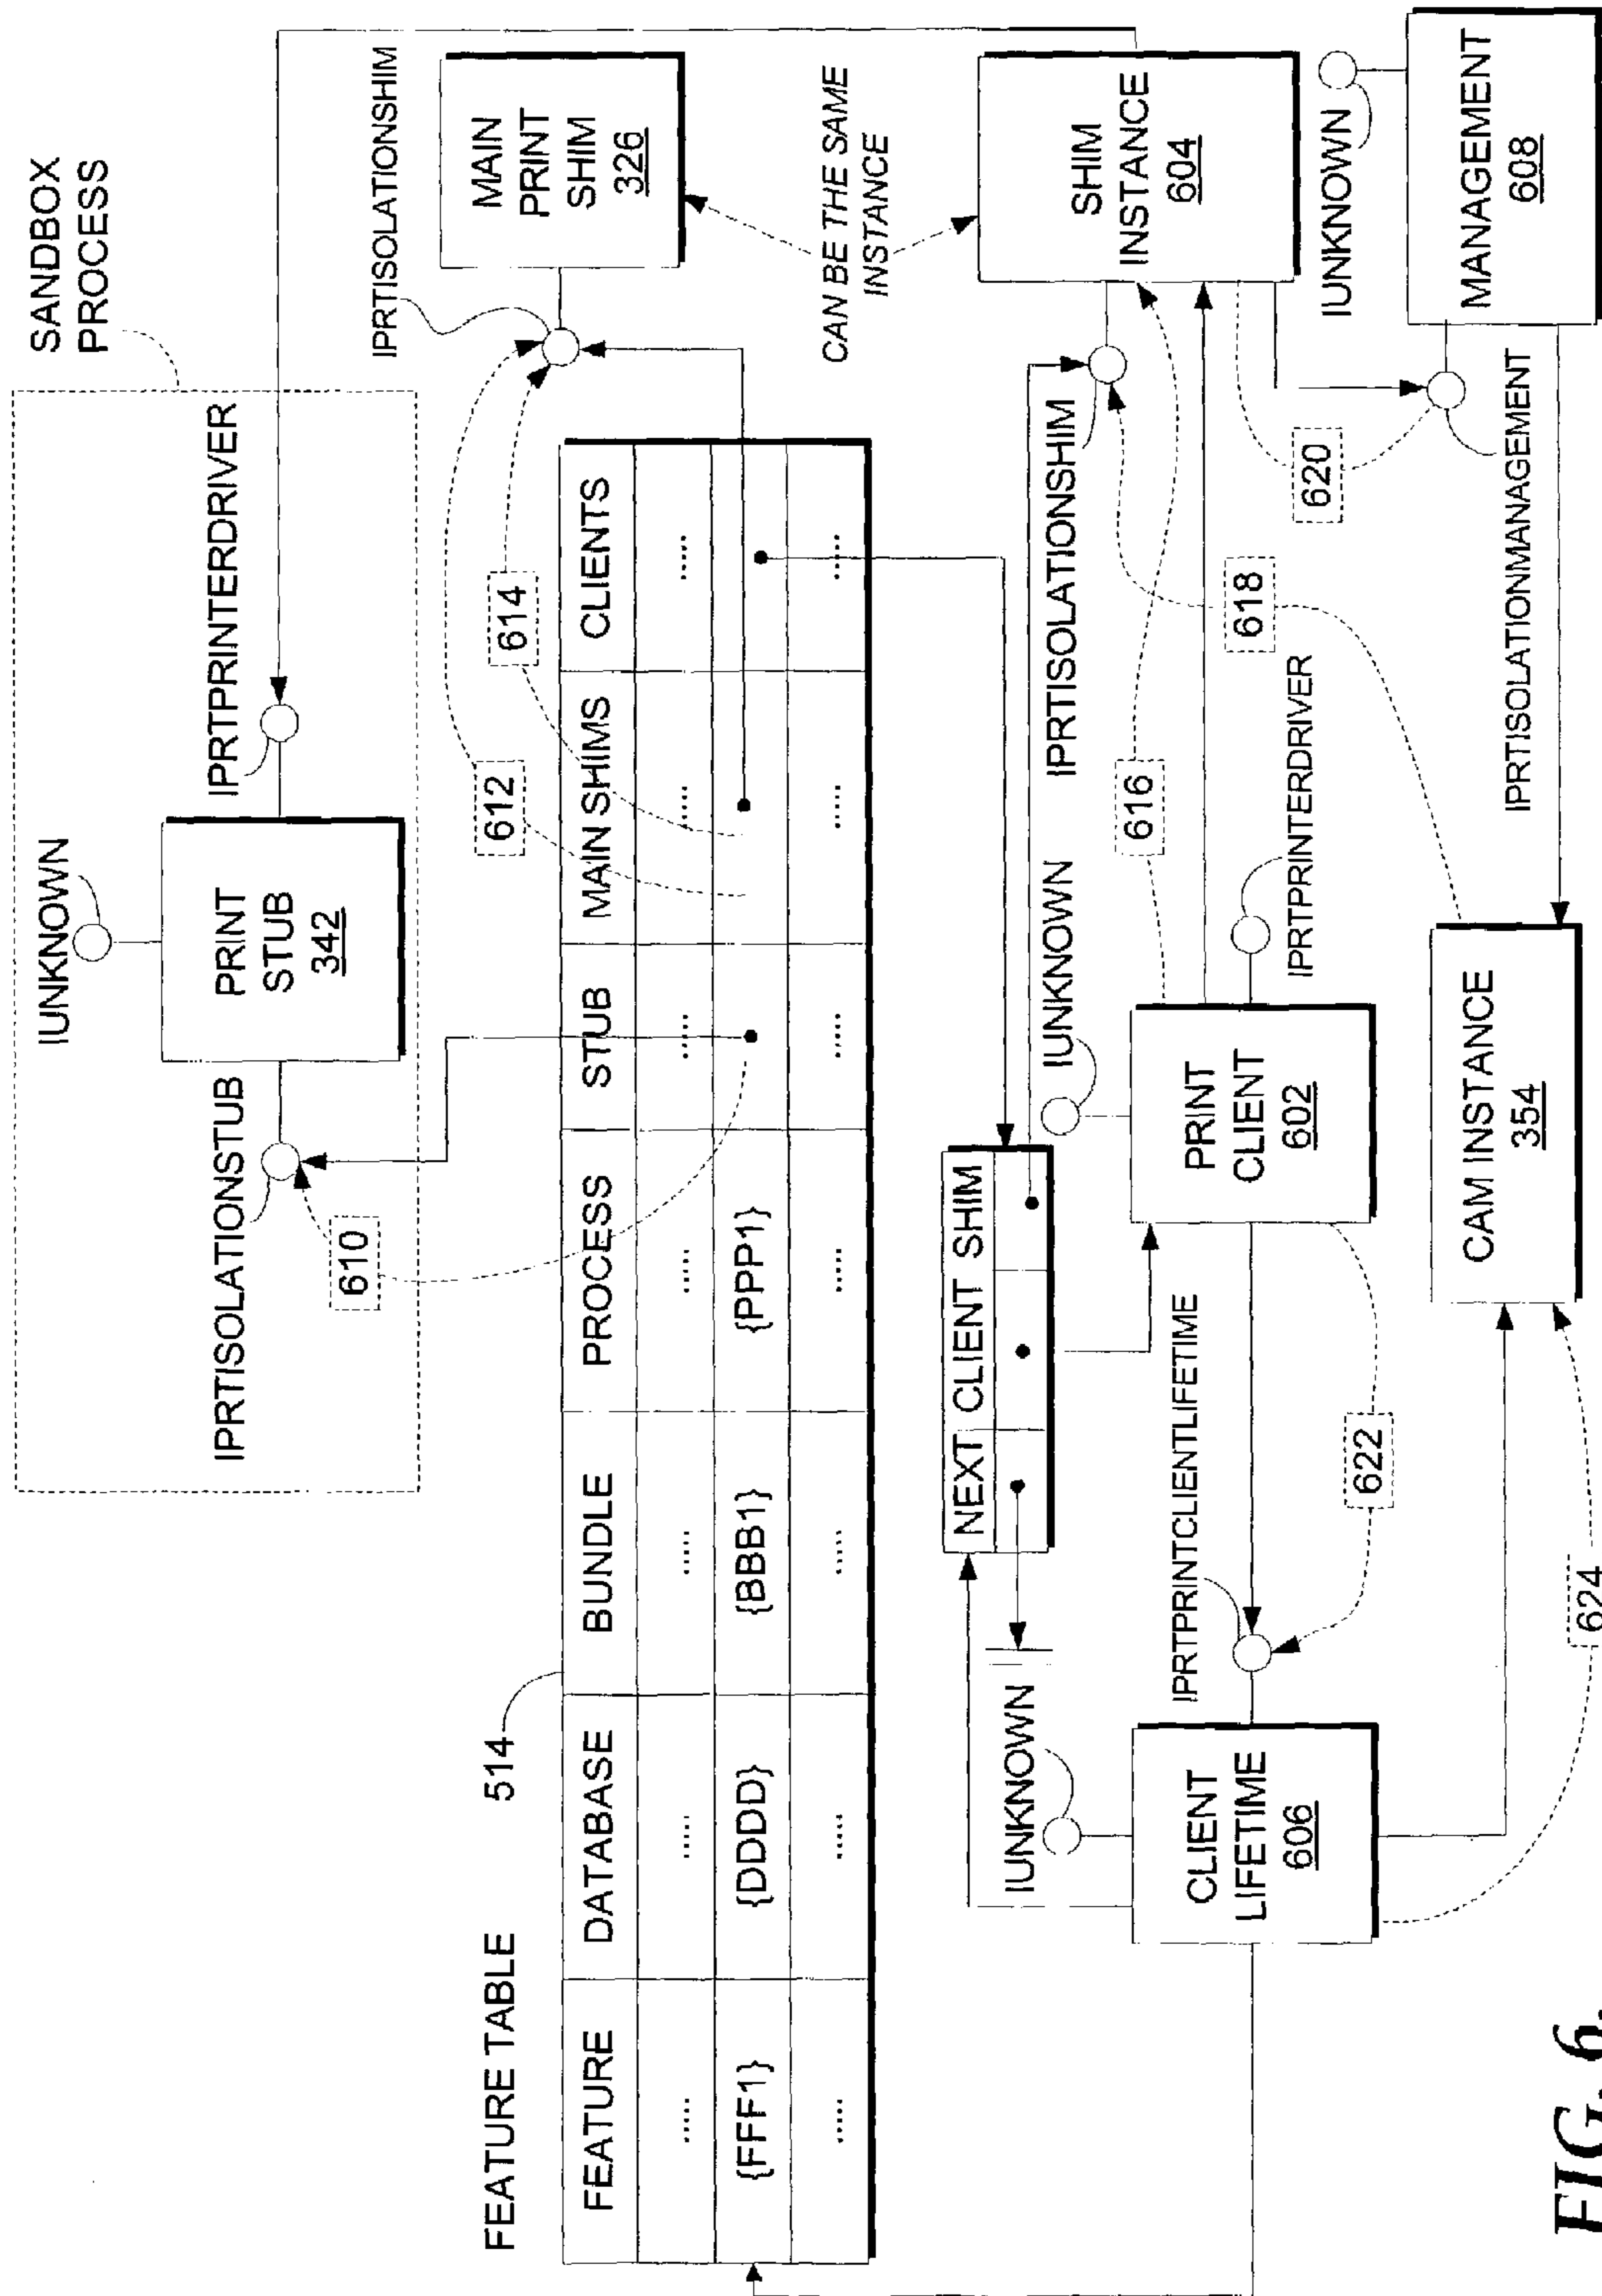 SANDBOX
PROCESS
IUNKNOWN
PRINT
STUB
342
IPRTISOLATIONSTUB
IPRTPRINTERDRIVER
610
IPRTISOLATIONSHIM
MAIN
PRINT
SHIM
326
612
614
FEATURE TABLE
514
FEATURE DATABASE BUNDLE PROCESS STUB MAIN SHIMS CLIENTS
..... ..... ..... ..... ..... ..... .....
{FFF1} {DDDD} {BBB1} {PPP1}
..... ..... ..... ..... ..... ..... .....
CAN BE THE SAME
INSTANCE
NEXT CLIENT SHIM
IUNKNOWN
CLIENT
LIFETIME
606
IPRTPRINTCLIENTLIFETIME
622
624
IUNKNOWN
PRINT
CLIENT
602
IPRTPRINTERDRIVER
616
618
IPRTISOLATIONSHIM
SHIM
INSTANCE
604
620
IUNKNOWN
MANAGEMENT
608
IPRTISOLATIONMANAGEMENT
CAM INSTANCE
354
FIG. 6.